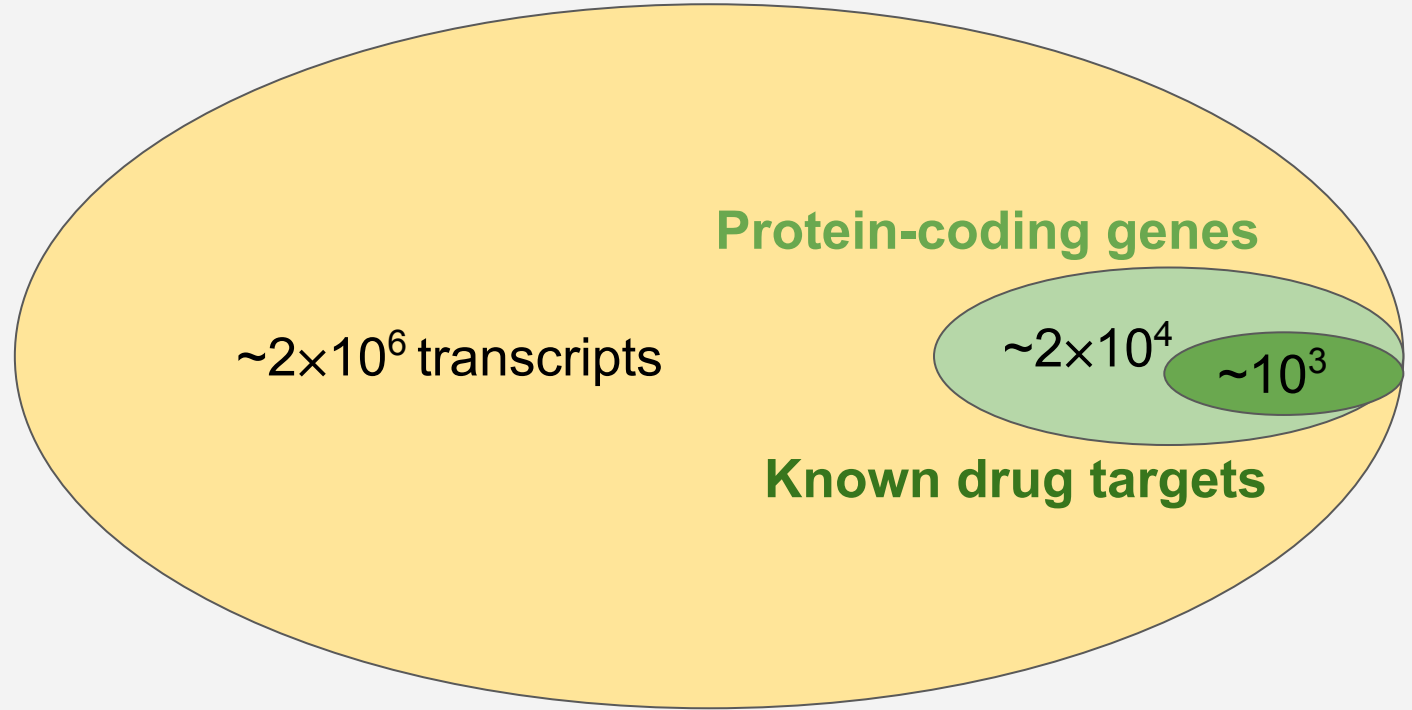 Protein-coding genes
~2×10⁶ transcripts
~2×10⁴
~10³
Known drug targets